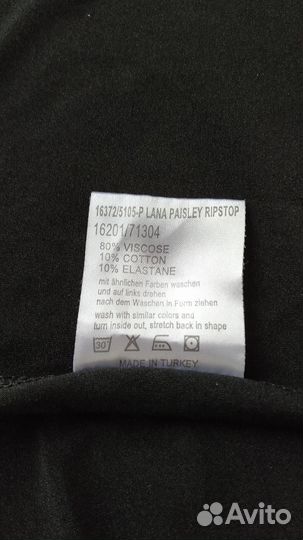 16372/5105-P LANA PAISLEY RIPSTOP
16201/71304
80% VISCOSE
10% COTTON
10% ELASTANE
mit ähnlichen Farben waschen
und auf links drehen
nach dem Waschen in Form ziehen
wash with similar colors and
turn inside out, stretch back in shape
30°
MADE IN TURKEY
Avito